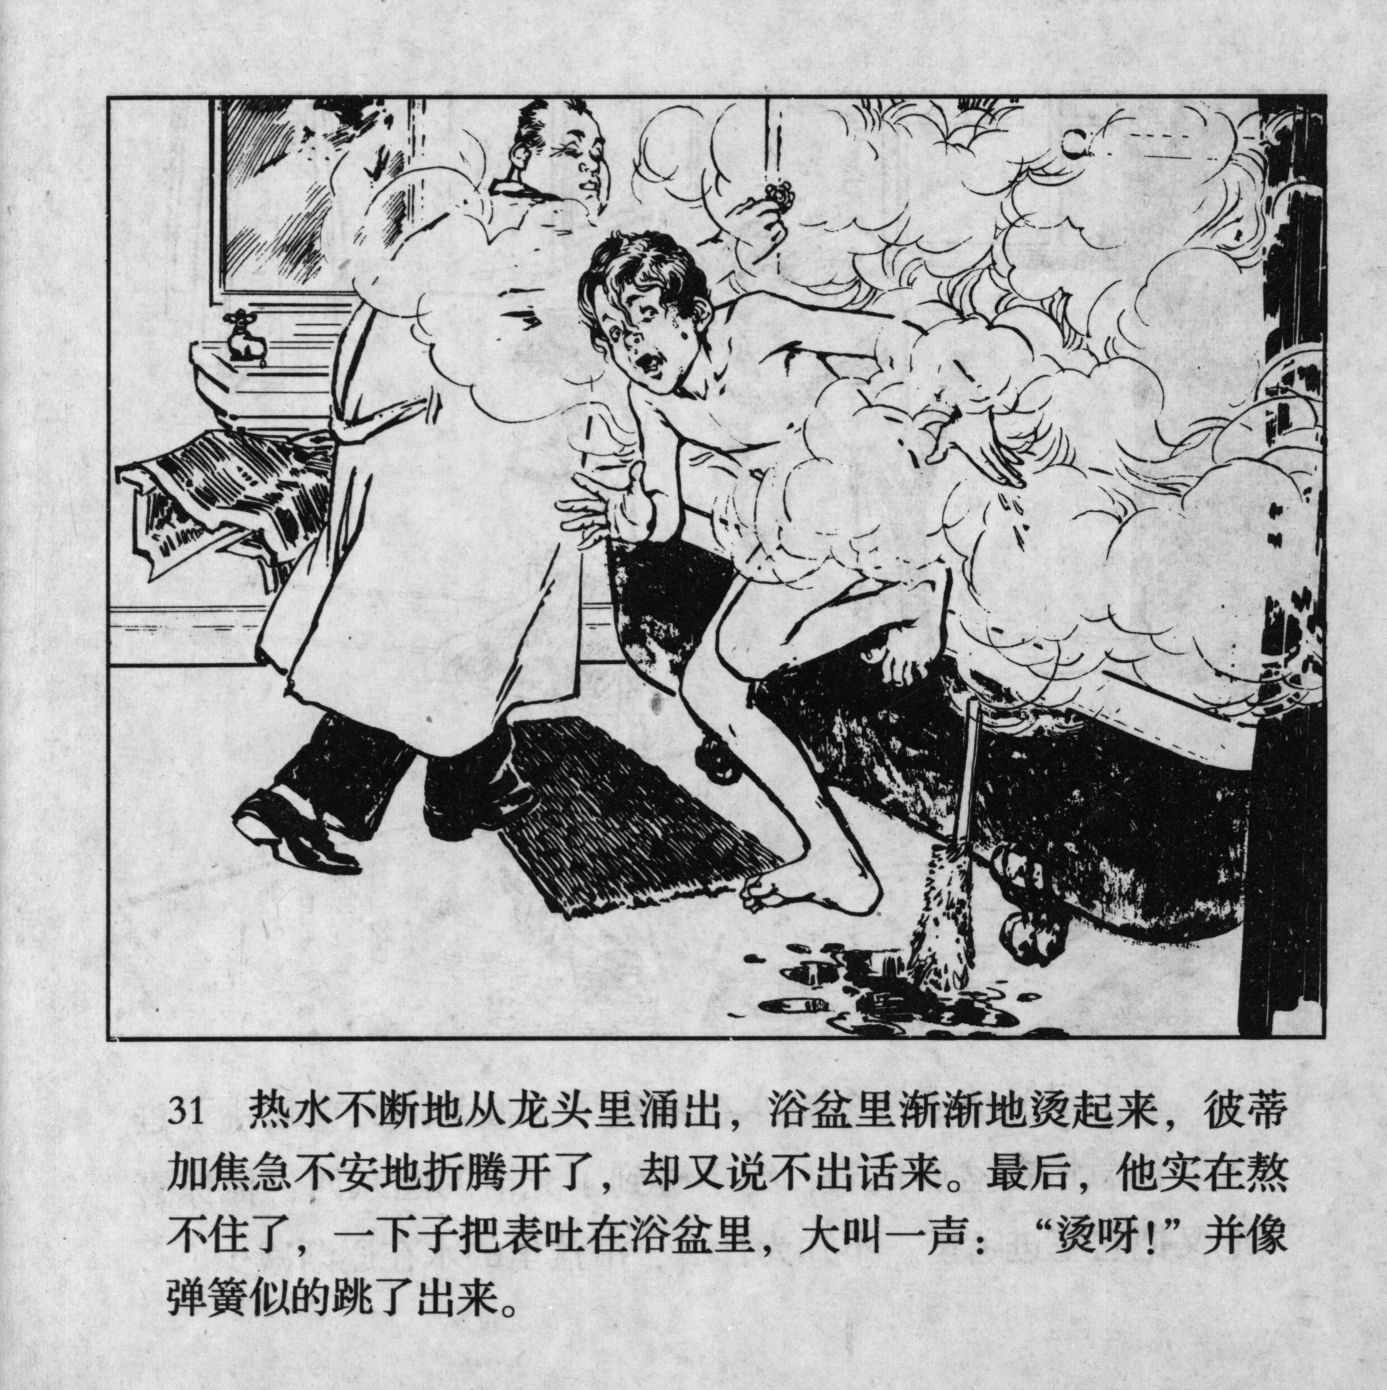 31 热水不断地从龙头里涌出，浴盆里渐渐地烫起来，彼蒂
加焦急不安地折腾开了，却又说不出话来。最后，他实在熬
不住了，一下子把表吐在浴盆里，大叫一声：“烫呀！”并像
弹簧似的跳了出来。